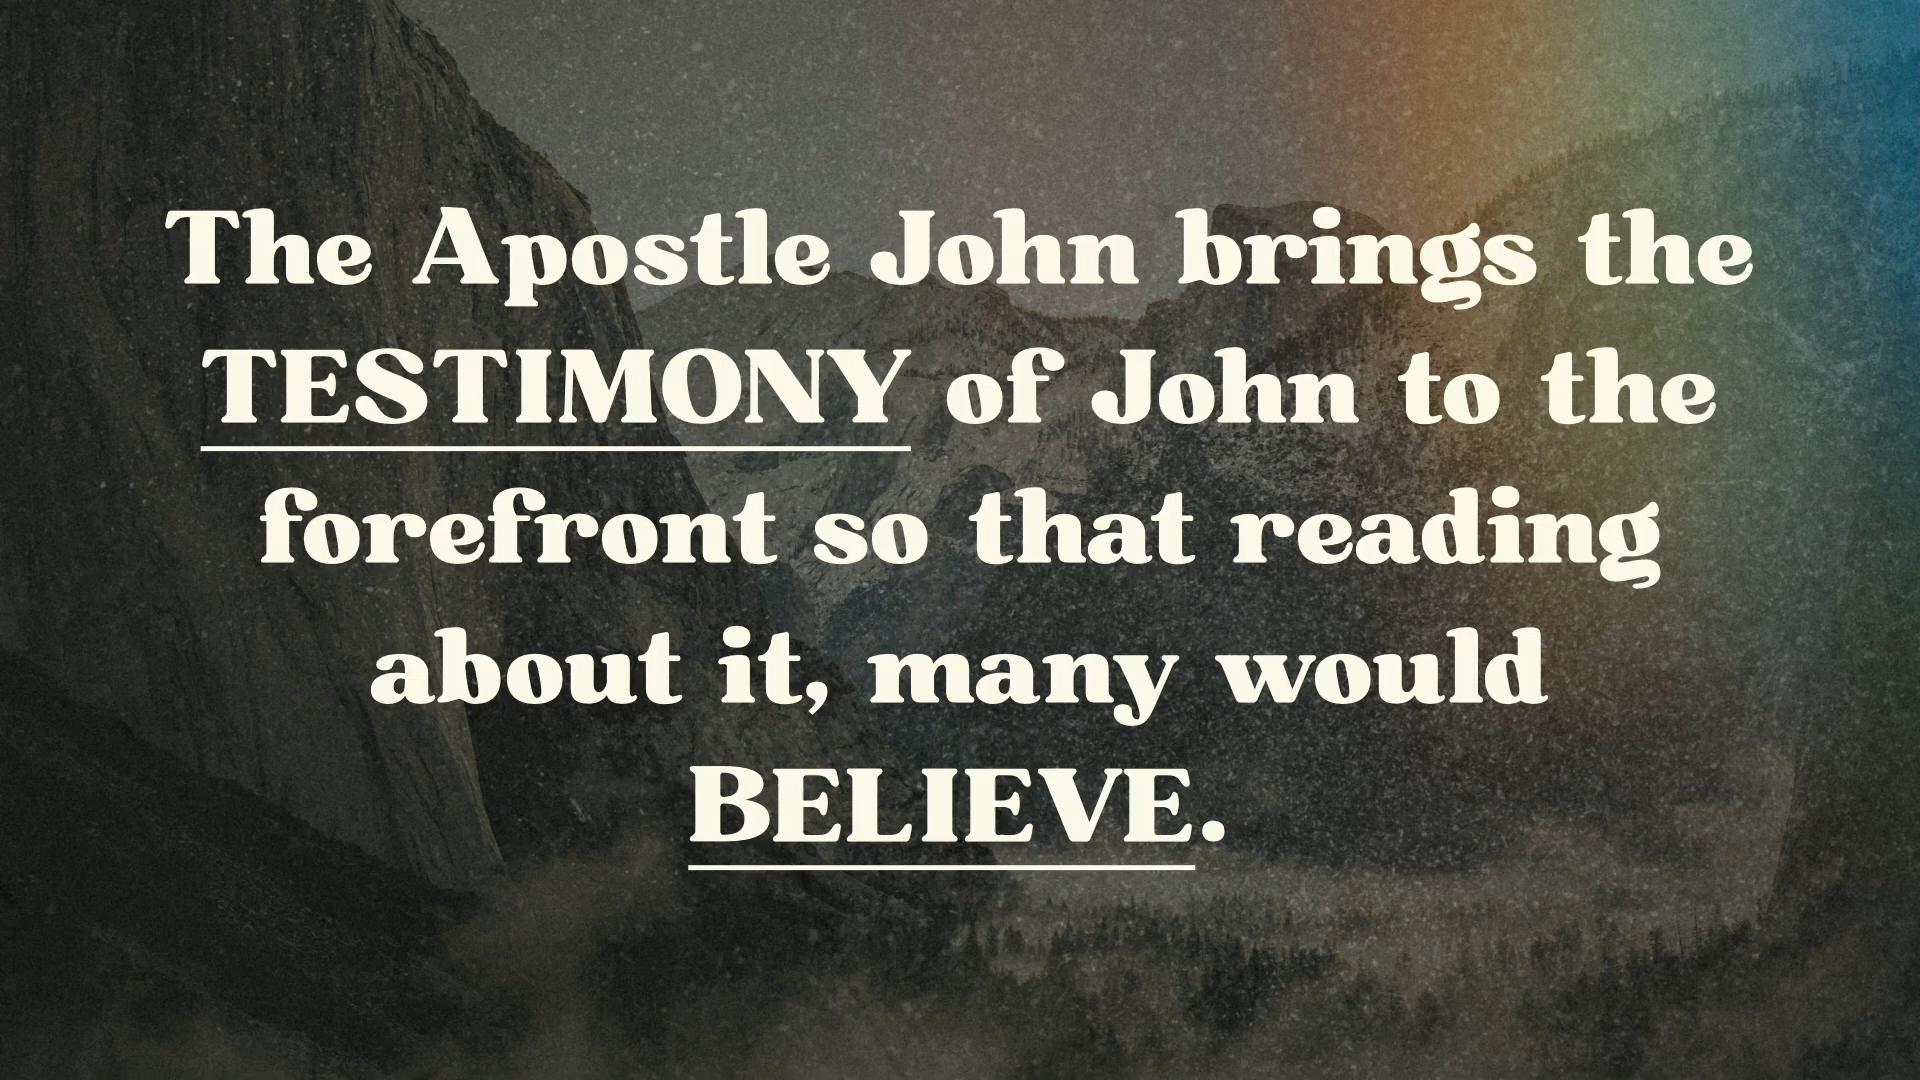 The Apostle John brings the
TESTIMONY of John to the
forefront so that reading
about it, many would
BELIEVE.